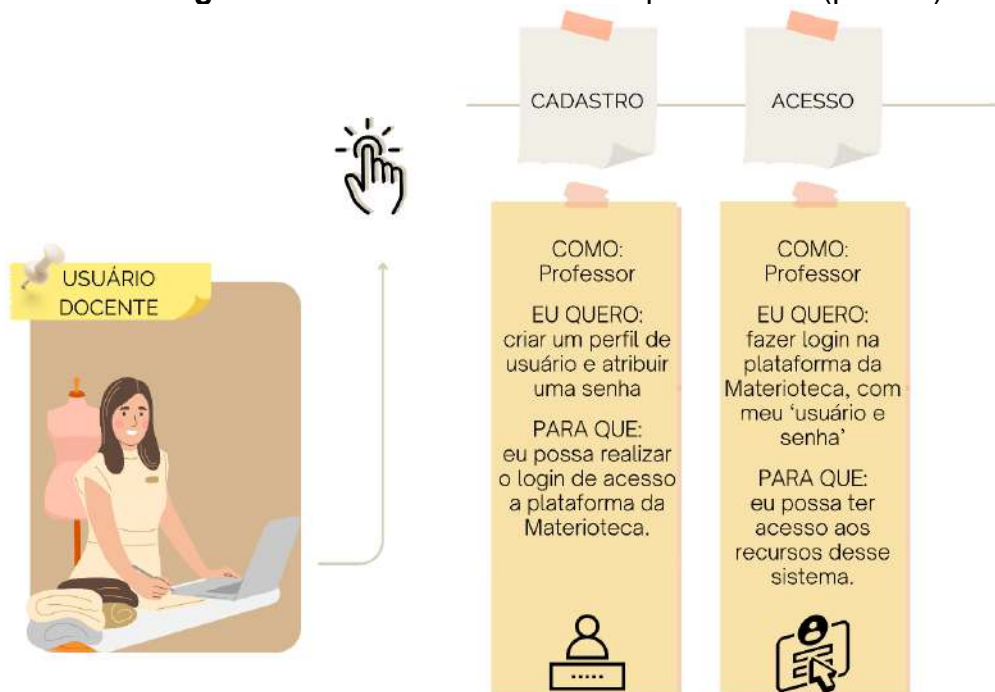 CADASTRO
ACESSO
USUÁRIO
DOCENTE
COMO:
Professor
EU QUERO:
criar um perfil de
usuário e atribuir
uma senha
PARA QUE:
eu possa realizar
o login de acesso
a plataforma da
Materioteca.
COMO:
Professor
EU QUERO:
fazer login na
plataforma da
Materioteca, com
meu ‘usuário e
senha’
PARA QUE:
eu possa ter
acesso aos
recursos desse
sistema.